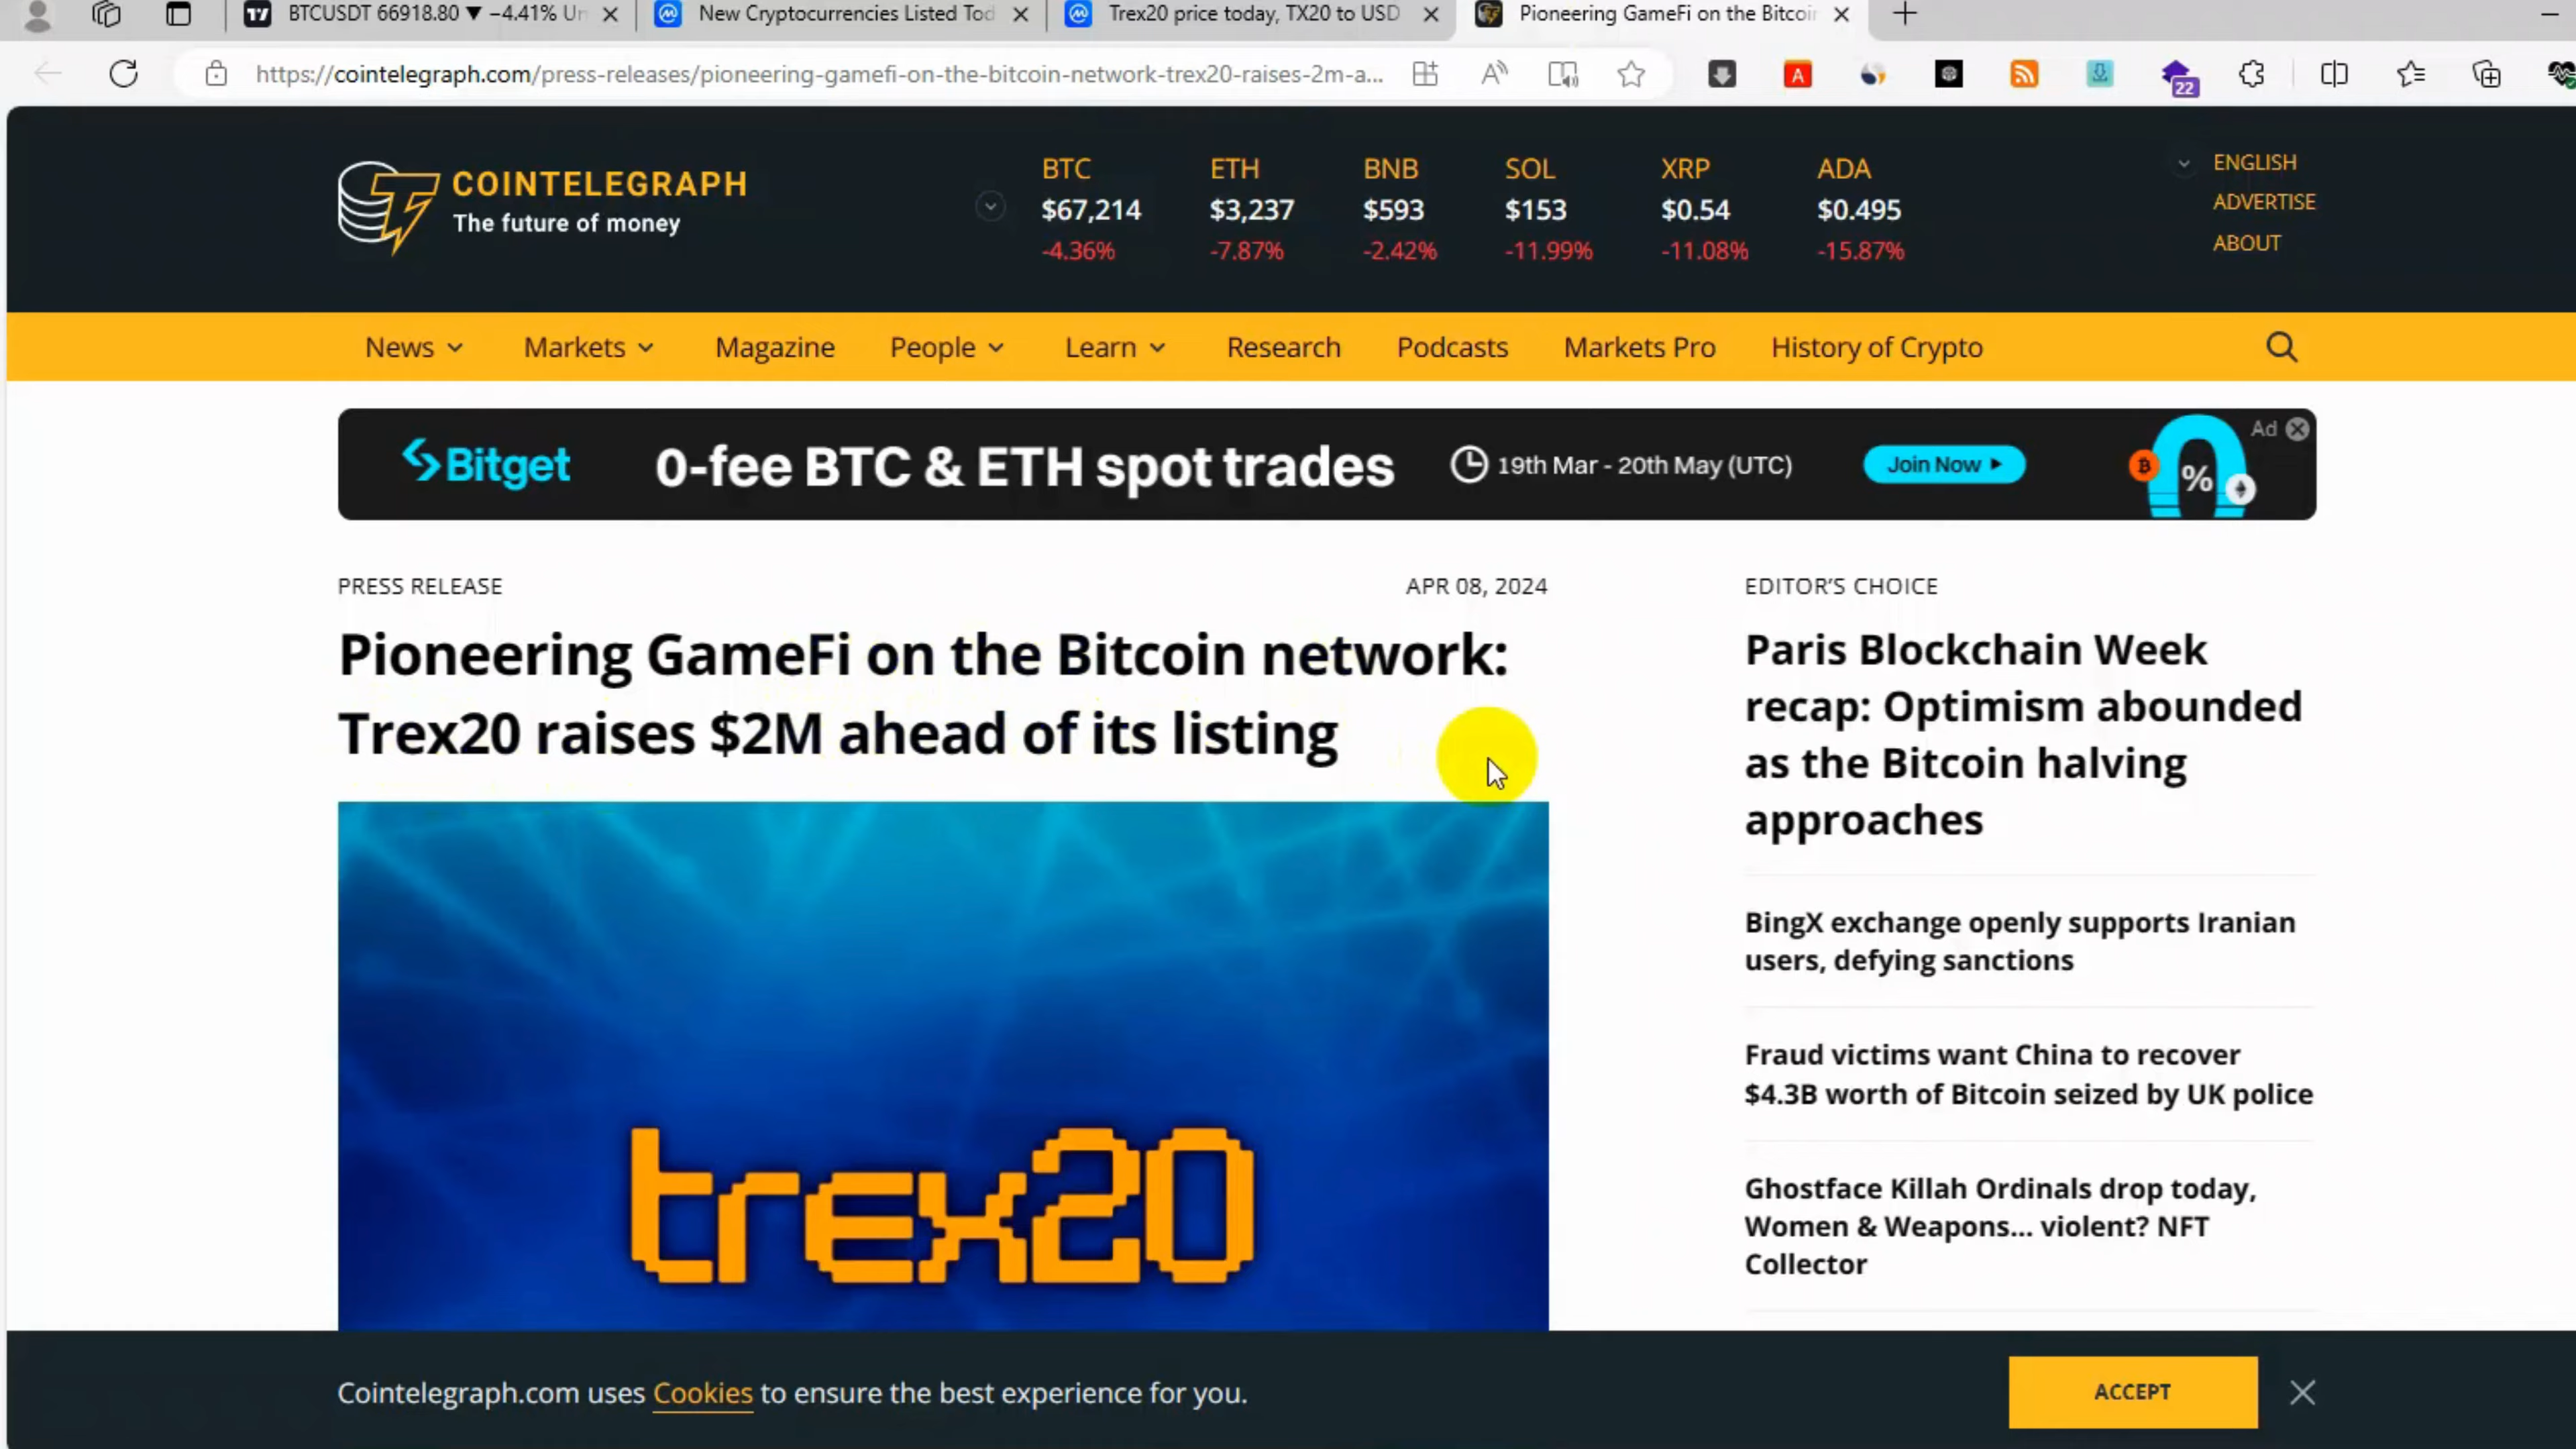 BTCUSDT 66918.80 ▼ −4.41% Un
New Cryptocurrencies Listed Tod
Trex20 price today, TX20 to USD
Pioneering GameFi on the Bitcoin
https://cointelegraph.com/press-releases/pioneering-gamefi-on-the-bitcoin-network-trex20-raises-2m-a...
A
22
COINTELEGRAPH
The future of money
BTC ETH BNB SOL XRP ADA
$67,214 $3,237 $593 $153 $0.54 $0.495
-4.36% -7.87% -2.42% -11.99% -11.08% -15.87%
ENGLISH
ADVERTISE
ABOUT
News Markets Magazine People Learn Research Podcasts Markets Pro History of Crypto
Bitget 0-fee BTC & ETH spot trades 19th Mar - 20th May (UTC) Join Now % Ad
PRESS RELEASE APR 08, 2024
Pioneering GameFi on the Bitcoin network:
Trex20 raises $2M ahead of its listing
trex20
EDITOR'S CHOICE
Paris Blockchain Week
recap: Optimism abounded
as the Bitcoin halving
approaches
BingX exchange openly supports Iranian
users, defying sanctions
Fraud victims want China to recover
$4.3B worth of Bitcoin seized by UK police
Ghostface Killah Ordinals drop today,
Women & Weapons... violent? NFT
Collector
Cointelegraph.com uses Cookies to ensure the best experience for you.
ACCEPT